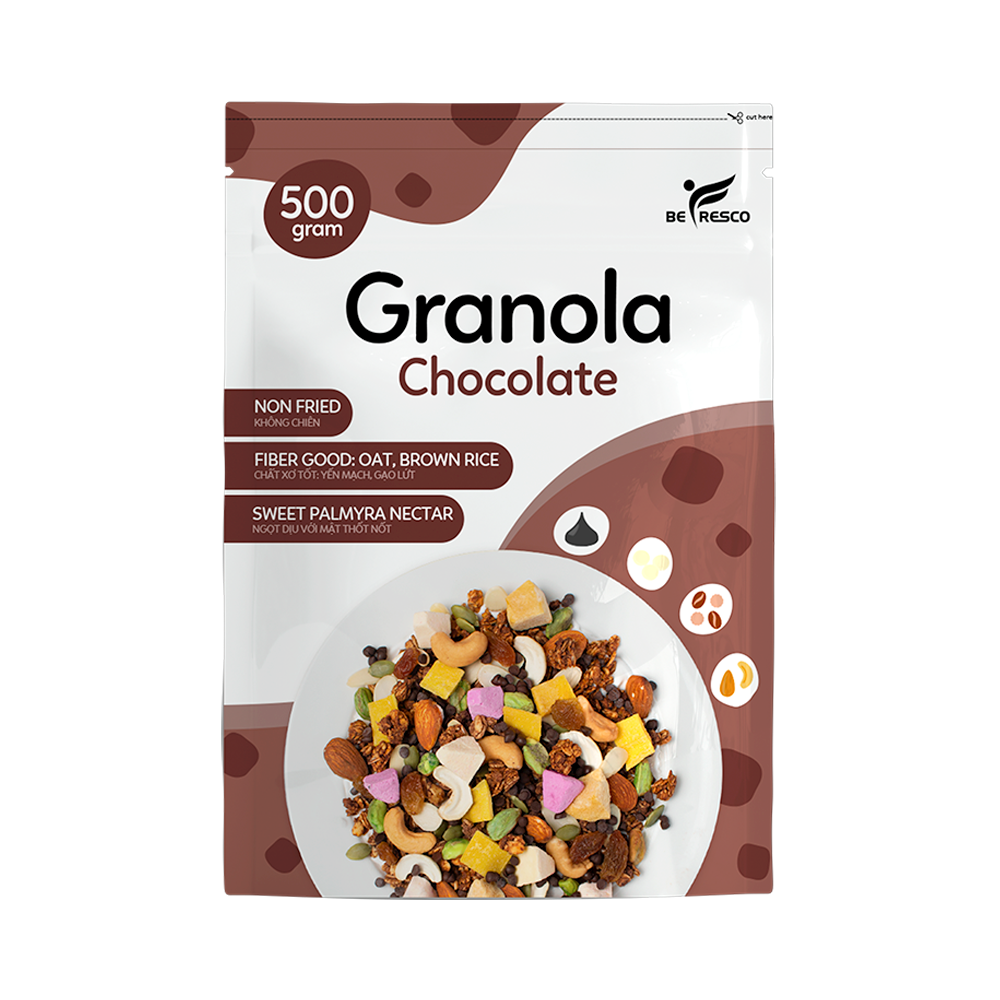 cut here
500
gram
BE FRESCO
Granola
Chocolate
NON FRIED
KHÔNG CHIÊN
FIBER GOOD: OAT, BROWN RICE
CHẤT XƠ TỐT: YẾN MẠCH, GẠO LỨT
SWEET PALMYRA NECTAR
NGỌT DỊU VỚI MẬT THỐT NỐT